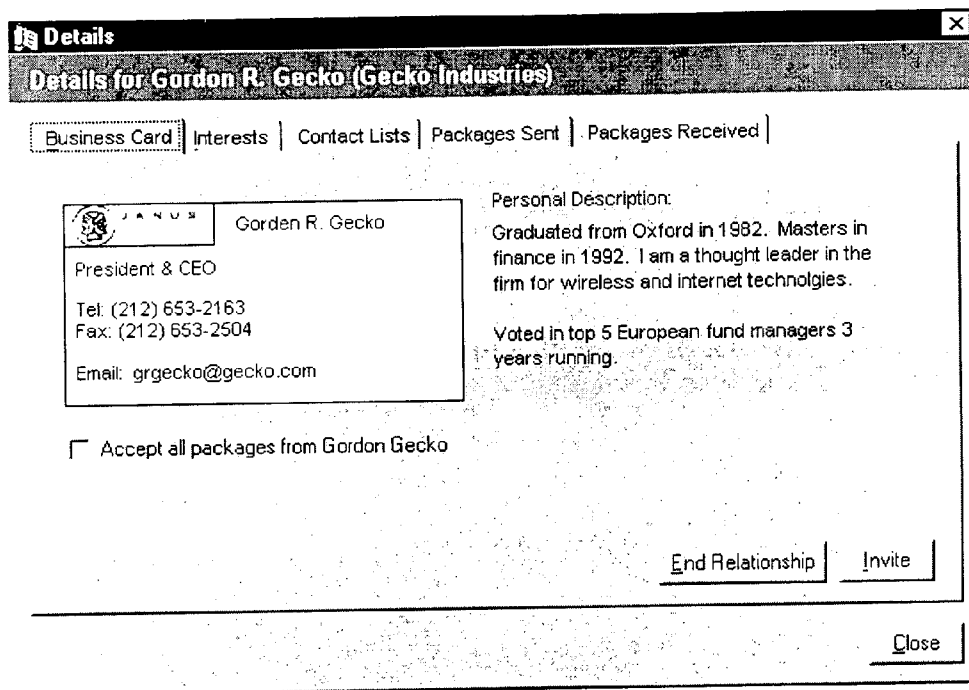 Details
Details for Gordon R. Gecko (Gecko Industries)
Business Card Interests Contact Lists Packages Sent Packages Received
JANUS
Gorden R. Gecko
President & CEO
Tel: (212) 653-2163
Fax: (212) 653-2504
Email: grgecko@gecko.com
Personal Description:
Graduated from Oxford in 1982. Masters in
finance in 1992. I am a thought leader in the
firm for wireless and internet technolgies.
Voted in top 5 European fund managers 3
years running.
Accept all packages from Gordon Gecko
End Relationship Invite
Close